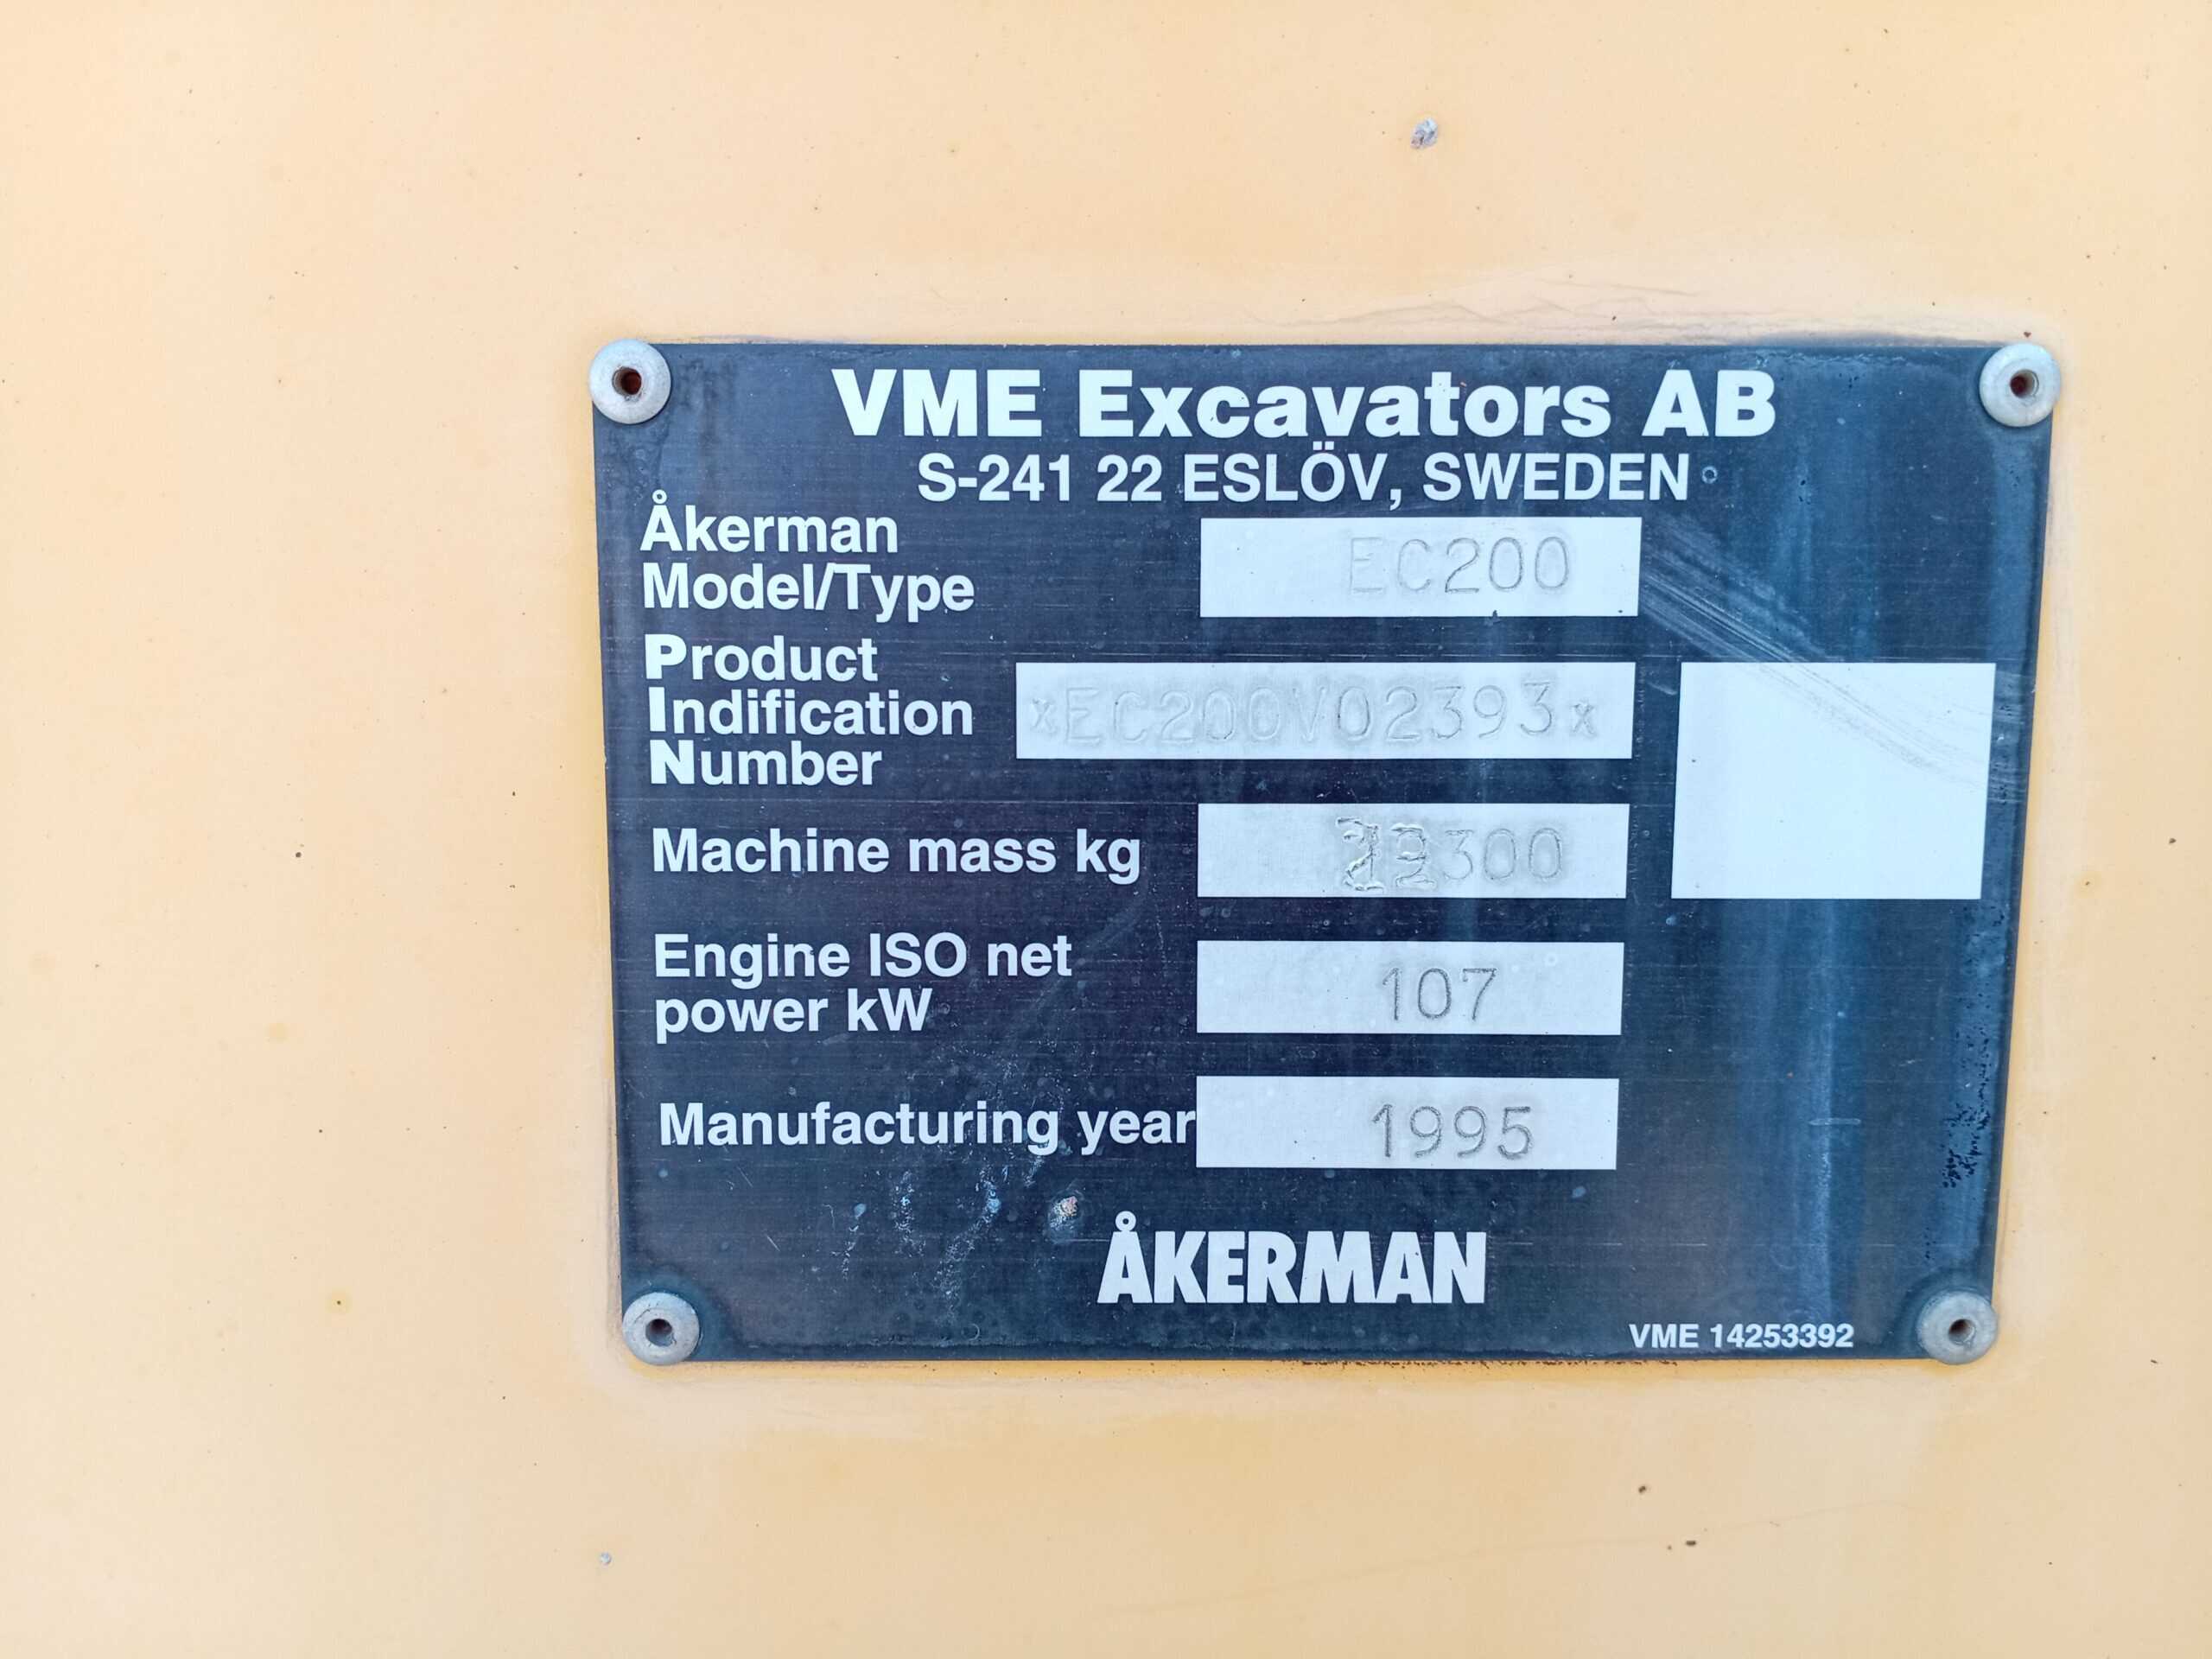 VME Excavators AB
S-241 22 ESLÖV, SWEDEN
Åkerman
Model/Type
EC200
Product
Indification
Number
*EC200V02393*
Machine mass kg
Engine ISO net
power kW
107
Manufacturing year
1995
ÅKERMAN
VME 14253392